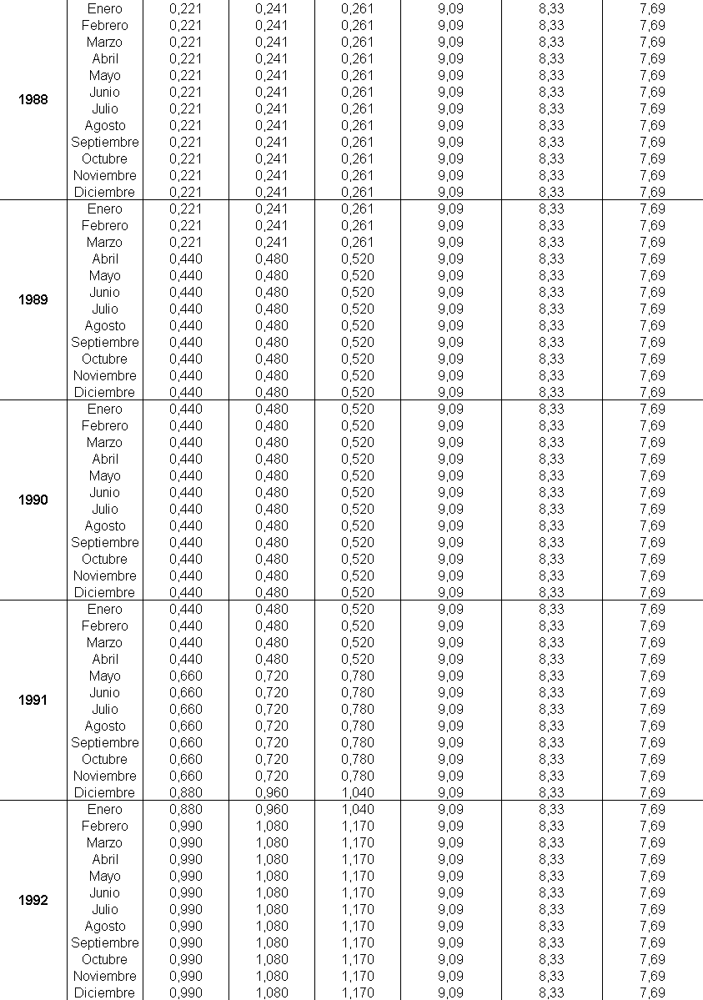 Enero 0,221 0,241 0,261 9,09 8,33 7,69
Febrero 0,221 0,241 0,261 9,09 8,33 7,69
Marzo 0,221 0,241 0,261 9,09 8,33 7,69
Abril 0,221 0,241 0,261 9,09 8,33 7,69
Mayo 0,221 0,241 0,261 9,09 8,33 7,69
Junio 0,221 0,241 0,261 9,09 8,33 7,69
1988
Julio 0,221 0,241 0,261 9,09 8,33 7,69
Agosto 0,221 0,241 0,261 9,09 8,33 7,69
Septiembre 0,221 0,241 0,261 9,09 8,33 7,69
Octubre 0,221 0,241 0,261 9,09 8,33 7,69
Noviembre 0,221 0,241 0,261 9,09 8,33 7,69
Diciembre 0,221 0,241 0,261 9,09 8,33 7,69
Enero 0,221 0,241 0,261 9,09 8,33 7,69
Febrero 0,221 0,241 0,261 9,09 8,33 7,69
Marzo 0,221 0,241 0,261 9,09 8,33 7,69
Abril 0,440 0,480 0,520 9,09 8,33 7,69
Mayo 0,440 0,480 0,520 9,09 8,33 7,69
Junio 0,440 0,480 0,520 9,09 8,33 7,69
1989
Julio 0,440 0,480 0,520 9,09 8,33 7,69
Agosto 0,440 0,480 0,520 9,09 8,33 7,69
Septiembre 0,440 0,480 0,520 9,09 8,33 7,69
Octubre 0,440 0,480 0,520 9,09 8,33 7,69
Noviembre 0,440 0,480 0,520 9,09 8,33 7,69
Diciembre 0,440 0,480 0,520 9,09 8,33 7,69
Enero 0,440 0,480 0,520 9,09 8,33 7,69
Febrero 0,440 0,480 0,520 9,09 8,33 7,69
Marzo 0,440 0,480 0,520 9,09 8,33 7,69
Abril 0,440 0,480 0,520 9,09 8,33 7,69
Mayo 0,440 0,480 0,520 9,09 8,33 7,69
Junio 0,440 0,480 0,520 9,09 8,33 7,69
1990
Julio 0,440 0,480 0,520 9,09 8,33 7,69
Agosto 0,440 0,480 0,520 9,09 8,33 7,69
Septiembre 0,440 0,480 0,520 9,09 8,33 7,69
Octubre 0,440 0,480 0,520 9,09 8,33 7,69
Noviembre 0,440 0,480 0,520 9,09 8,33 7,69
Diciembre 0,440 0,480 0,520 9,09 8,33 7,69
Enero 0,440 0,480 0,520 9,09 8,33 7,69
Febrero 0,440 0,480 0,520 9,09 8,33 7,69
Marzo 0,440 0,480 0,520 9,09 8,33 7,69
Abril 0,440 0,480 0,520 9,09 8,33 7,69
Mayo 0,660 0,720 0,780 9,09 8,33 7,69
Junio 0,660 0,720 0,780 9,09 8,33 7,69
1991
Julio 0,660 0,720 0,780 9,09 8,33 7,69
Agosto 0,660 0,720 0,780 9,09 8,33 7,69
Septiembre 0,660 0,720 0,780 9,09 8,33 7,69
Octubre 0,660 0,720 0,780 9,09 8,33 7,69
Noviembre 0,660 0,720 0,780 9,09 8,33 7,69
Diciembre 0,880 0,960 1,040 9,09 8,33 7,69
Enero 0,880 0,960 1,040 9,09 8,33 7,69
Febrero 0,990 1,080 1,170 9,09 8,33 7,69
Marzo 0,990 1,080 1,170 9,09 8,33 7,69
Abril 0,990 1,080 1,170 9,09 8,33 7,69
Mayo 0,990 1,080 1,170 9,09 8,33 7,69
Junio 0,990 1,080 1,170 9,09 8,33 7,69
1992
Julio 0,990 1,080 1,170 9,09 8,33 7,69
Agosto 0,990 1,080 1,170 9,09 8,33 7,69
Septiembre 0,990 1,080 1,170 9,09 8,33 7,69
Octubre 0,990 1,080 1,170 9,09 8,33 7,69
Noviembre 0,990 1,080 1,170 9,09 8,33 7,69
Diciembre 0,990 1,080 1,170 9,09 8,33 7,69